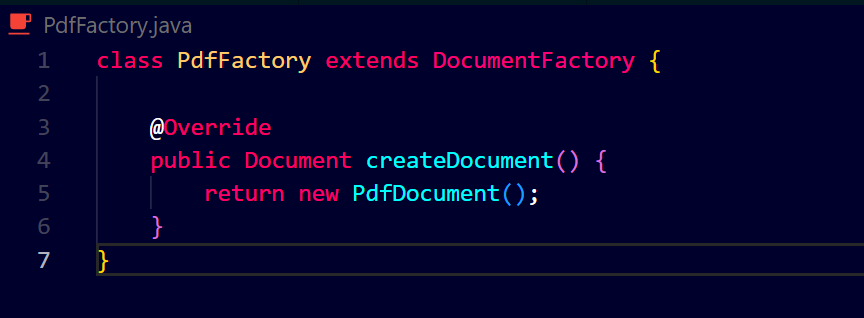 PdfFactory.java
1 class PdfFactory extends DocumentFactory {
2
3 @Override
4 public Document createDocument() {
5 return new PdfDocument();
6 }
7 }